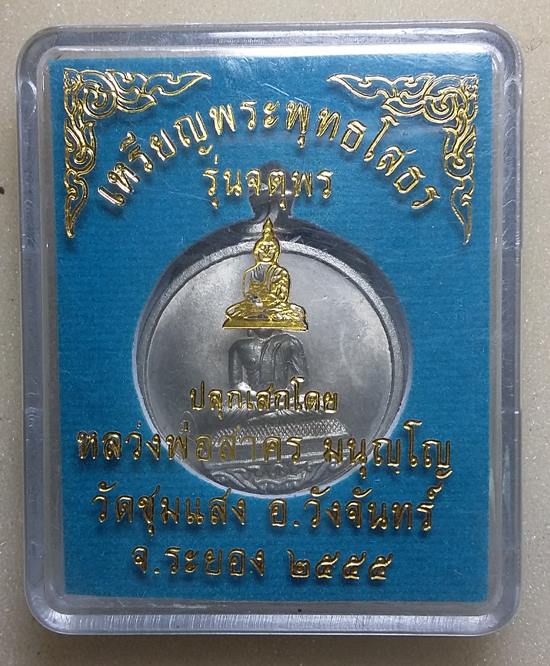 เหรียญพระพุทธโสธร
รุ่นจตุพร
ปลุกเสกโดย
หลวงพ่อสาคร มนุญฺโญ
วัดชุมแสง อ.วังจันทร์
จ.ระยอง ๒๕๕๕